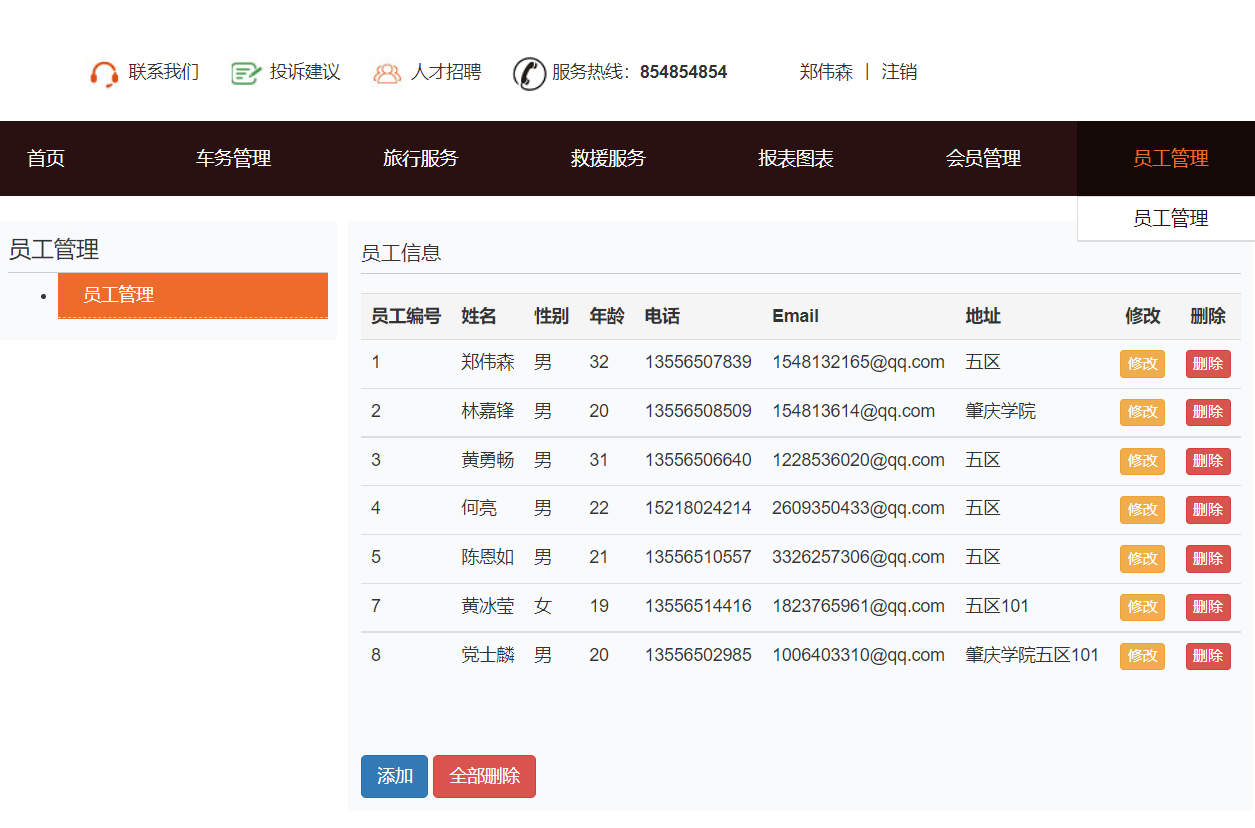 联系我们 投诉建议 人才招聘 服务热线：854854854 郑伟森 | 注销
首页 车务管理 旅行服务 救援服务 报表图表 会员管理 员工管理
员工管理
员工管理
员工管理
员工信息
员工编号 姓名 性别 年龄 电话 Email 地址 修改 删除
1 郑伟森 男 32 13556507839 1548132165@qq.com 五区 修改 删除
2 林嘉锋 男 20 13556508509 154813614@qq.com 肇庆学院 修改 删除
3 黄勇畅 男 31 13556506640 1228536020@qq.com 五区 修改 删除
4 何亮 男 22 15218024214 2609350433@qq.com 五区 修改 删除
5 陈恩如 男 21 13556510557 3326257306@qq.com 五区 修改 删除
7 黄冰莹 女 19 13556514416 1823765961@qq.com 五区101 修改 删除
8 党士麟 男 20 13556502985 1006403310@qq.com 肇庆学院五区101 修改 删除
添加 全部删除